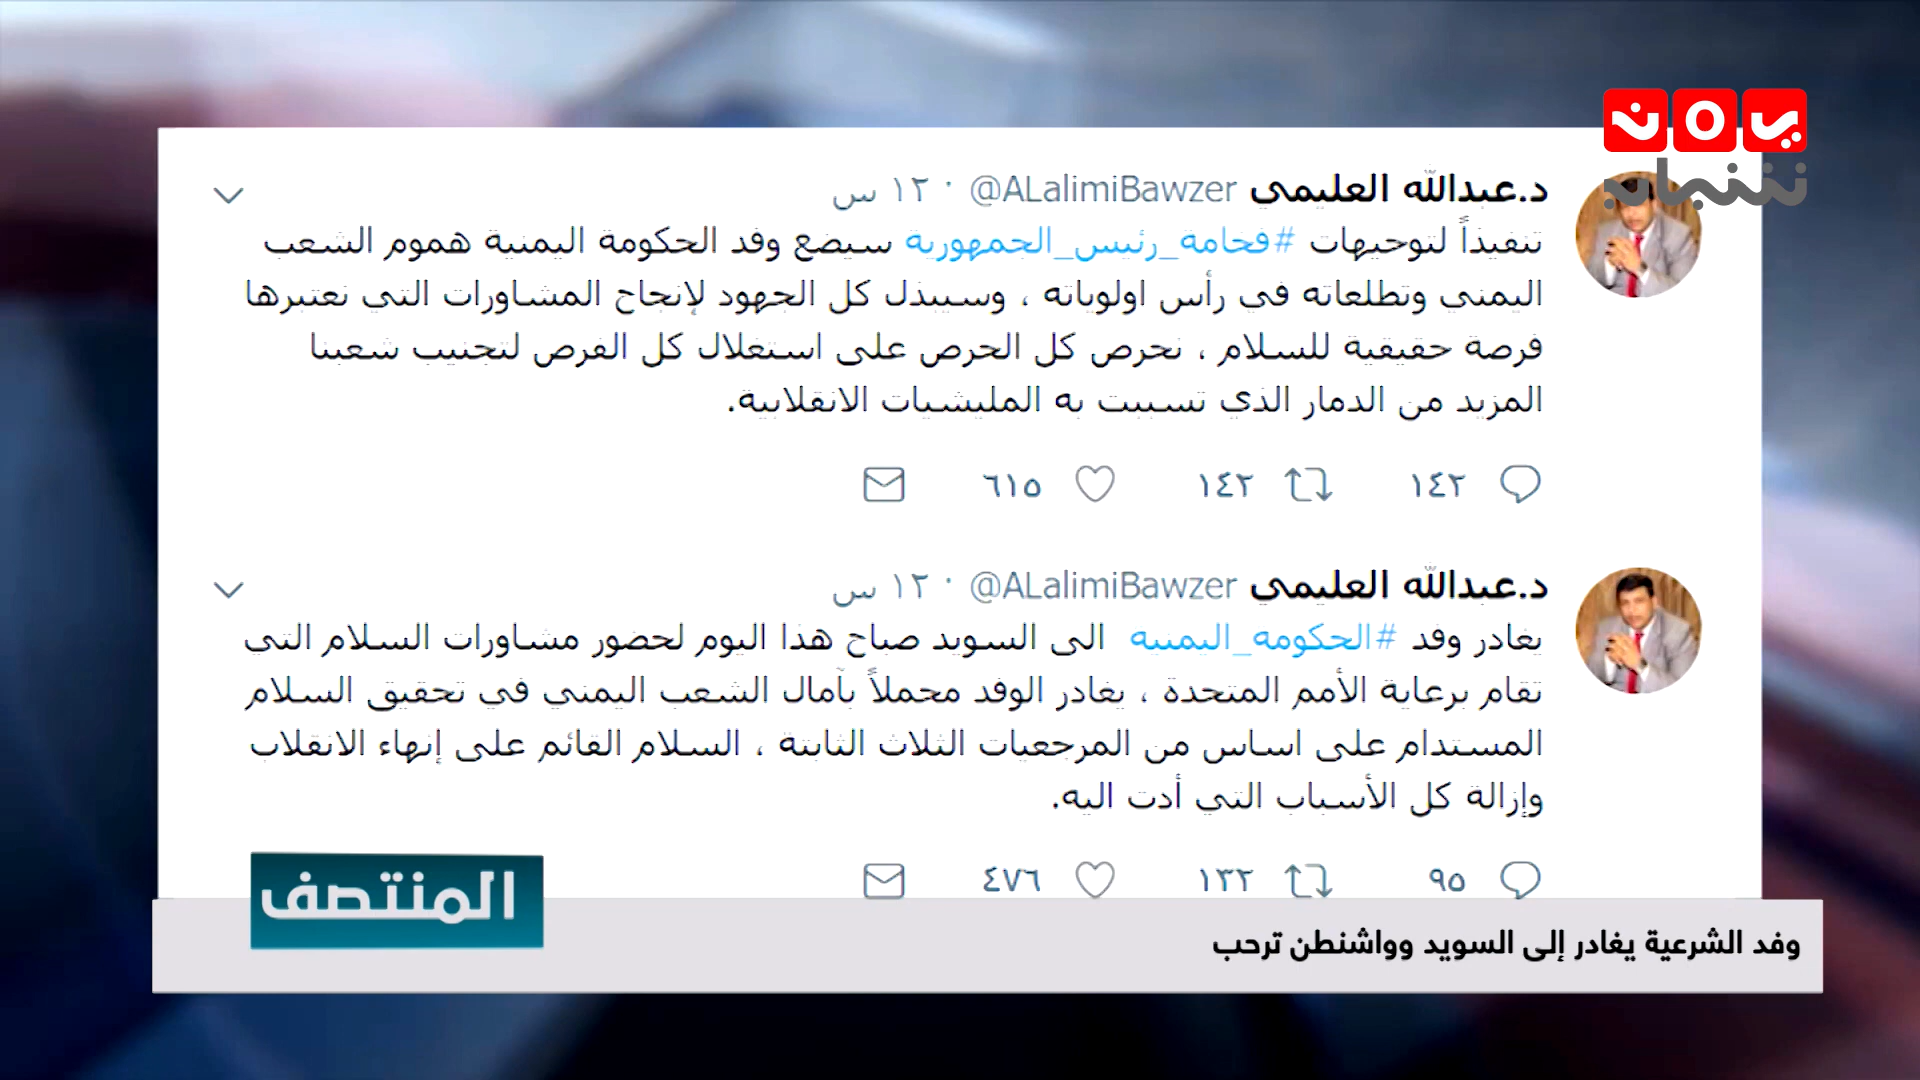 يمن
شباب
د.عبدالله العليمي @ALalimiBawzer · ١٢ س
تنفيذاً لتوجيهات #فخامة_رئيس_الجمهورية سيضع وفد الحكومة اليمنية هموم الشعب
اليمني وتطلعاته في رأس اولوياته ، وسيبذل كل الجهود لإنجاح المشاورات التي نعتبرها
فرصة حقيقية للسلام ، نحرص كل الحرص على استغلال كل الفرص لتجنيب شعبنا
المزيد من الدمار الذي تسببت به المليشيات الانقلابية.
١٤٢ ١٤٢ ٦١٥
د.عبدالله العليمي @ALalimiBawzer · ١٢ س
يغادر وفد #الحكومه_اليمنيه الى السويد صباح هذا اليوم لحضور مشاورات السلام التي
تقام برعاية الأمم المتحدة ، يغادر الوفد محملاً بآمال الشعب اليمني في تحقيق السلام
المستدام على اساس من المرجعيات الثلاث الثابتة ، السلام القائم على إنهاء الانقلاب
وإزالة كل الأسباب التي أدت اليه.
٩٥ ١٣٢ ٤٧٦
المنتصف
وفد الشرعية يغادر إلى السويد وواشنطن ترحب